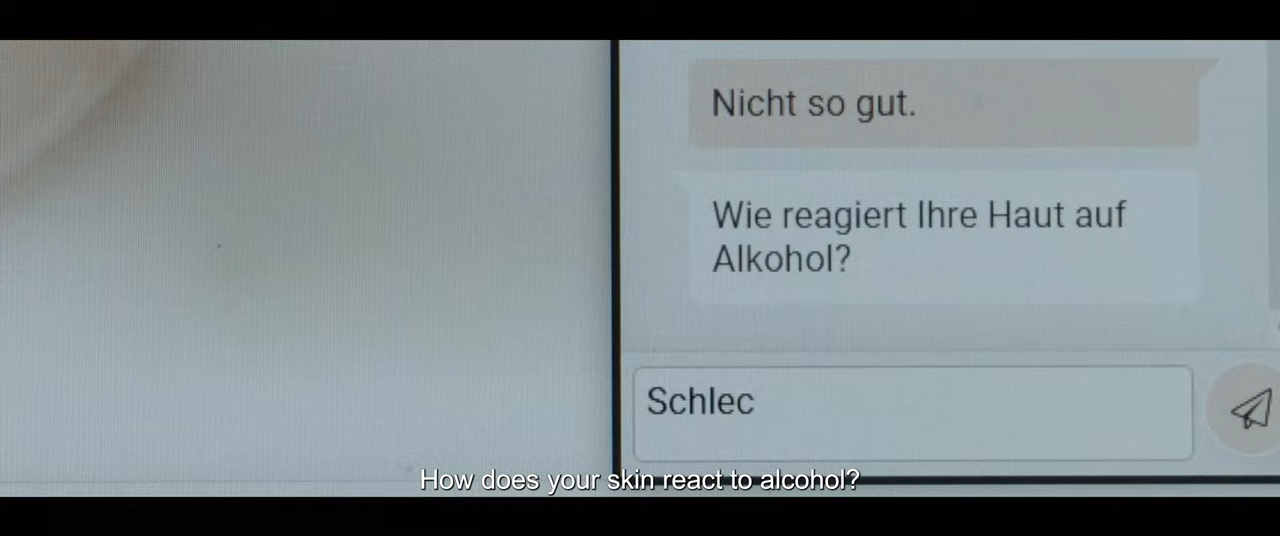 Nicht so gut.
Wie reagiert Ihre Haut auf
Alkohol?
Schlec
How does your skin react to alcohol?